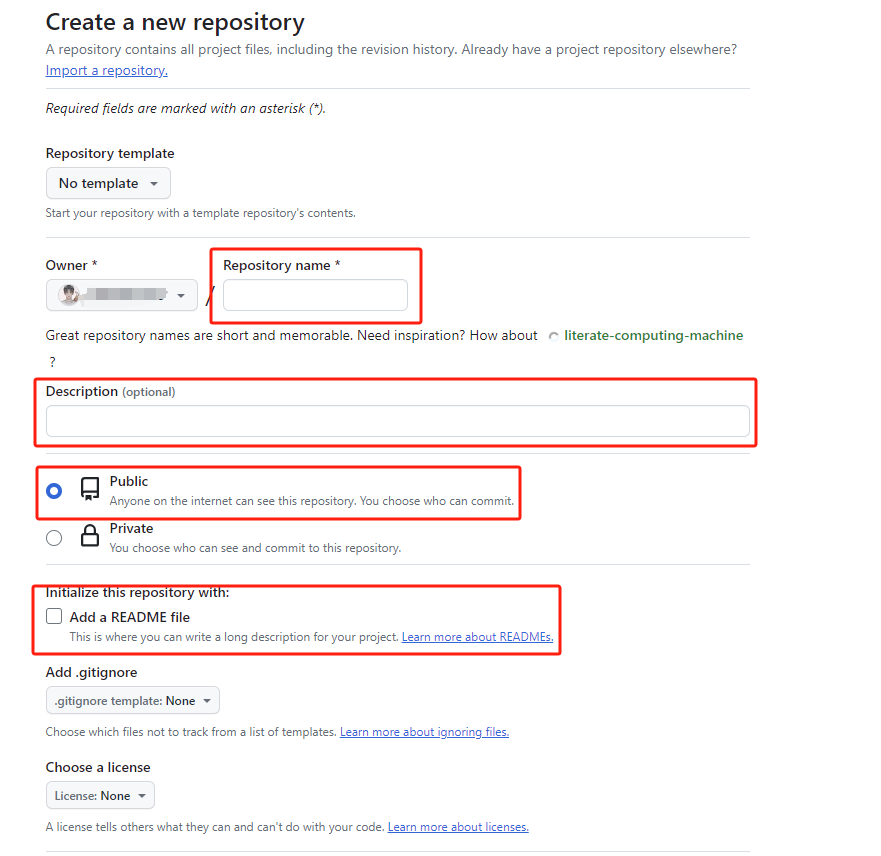 Create a new repository
A repository contains all project files, including the revision history. Already have a project repository elsewhere?
Import a repository.
Required fields are marked with an asterisk (*).
Repository template
No template
Start your repository with a template repository's contents.
Owner *
Repository name *
/
Great repository names are short and memorable. Need inspiration? How about literate-computing-machine
?
Description (optional)
Public
Anyone on the internet can see this repository. You choose who can commit.
Private
You choose who can see and commit to this repository.
Initialize this repository with:
Add a README file
This is where you can write a long description for your project. Learn more about READMEs.
Add .gitignore
.gitignore template: None
Choose which files not to track from a list of templates. Learn more about ignoring files.
Choose a license
License: None
A license tells others what they can and can't do with your code. Learn more about licenses.